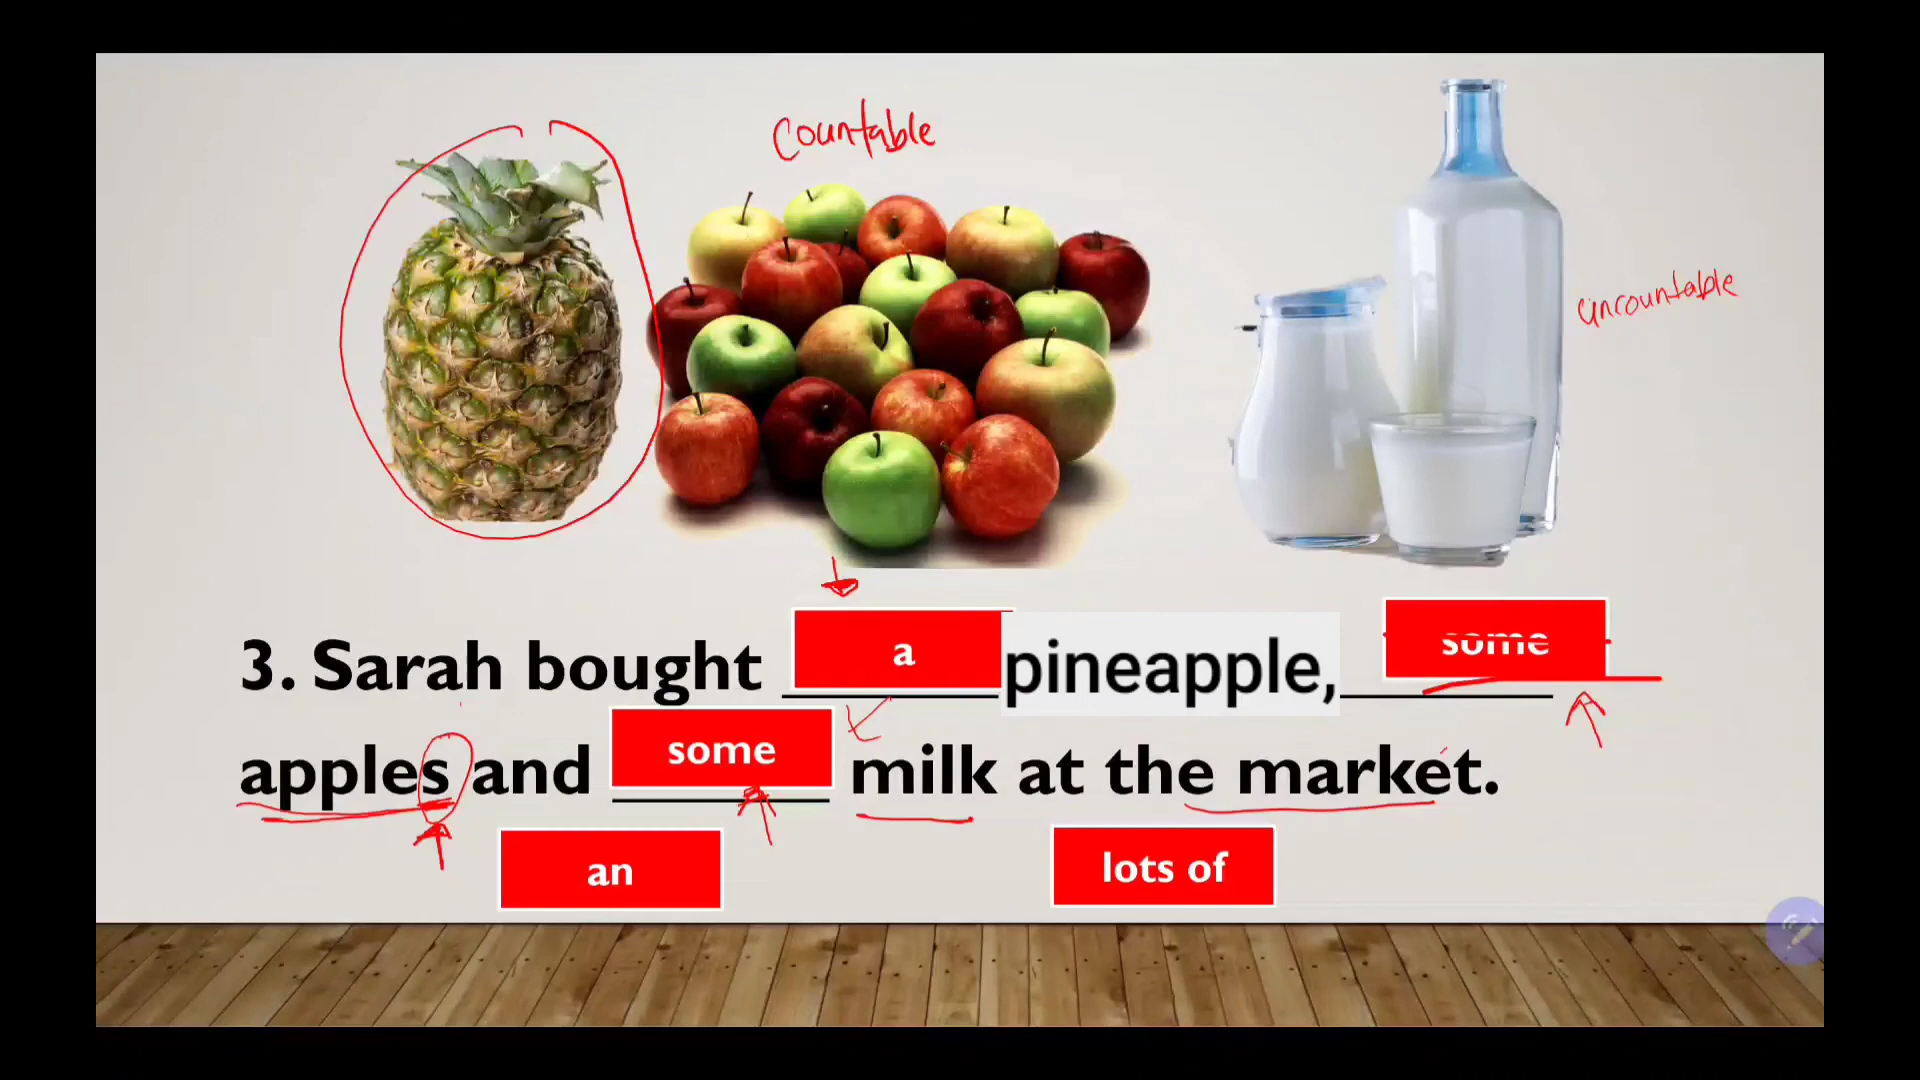 Countable
uncountable
3. Sarah bought a pineapple, some
apples and some milk at the market.
an
lots of